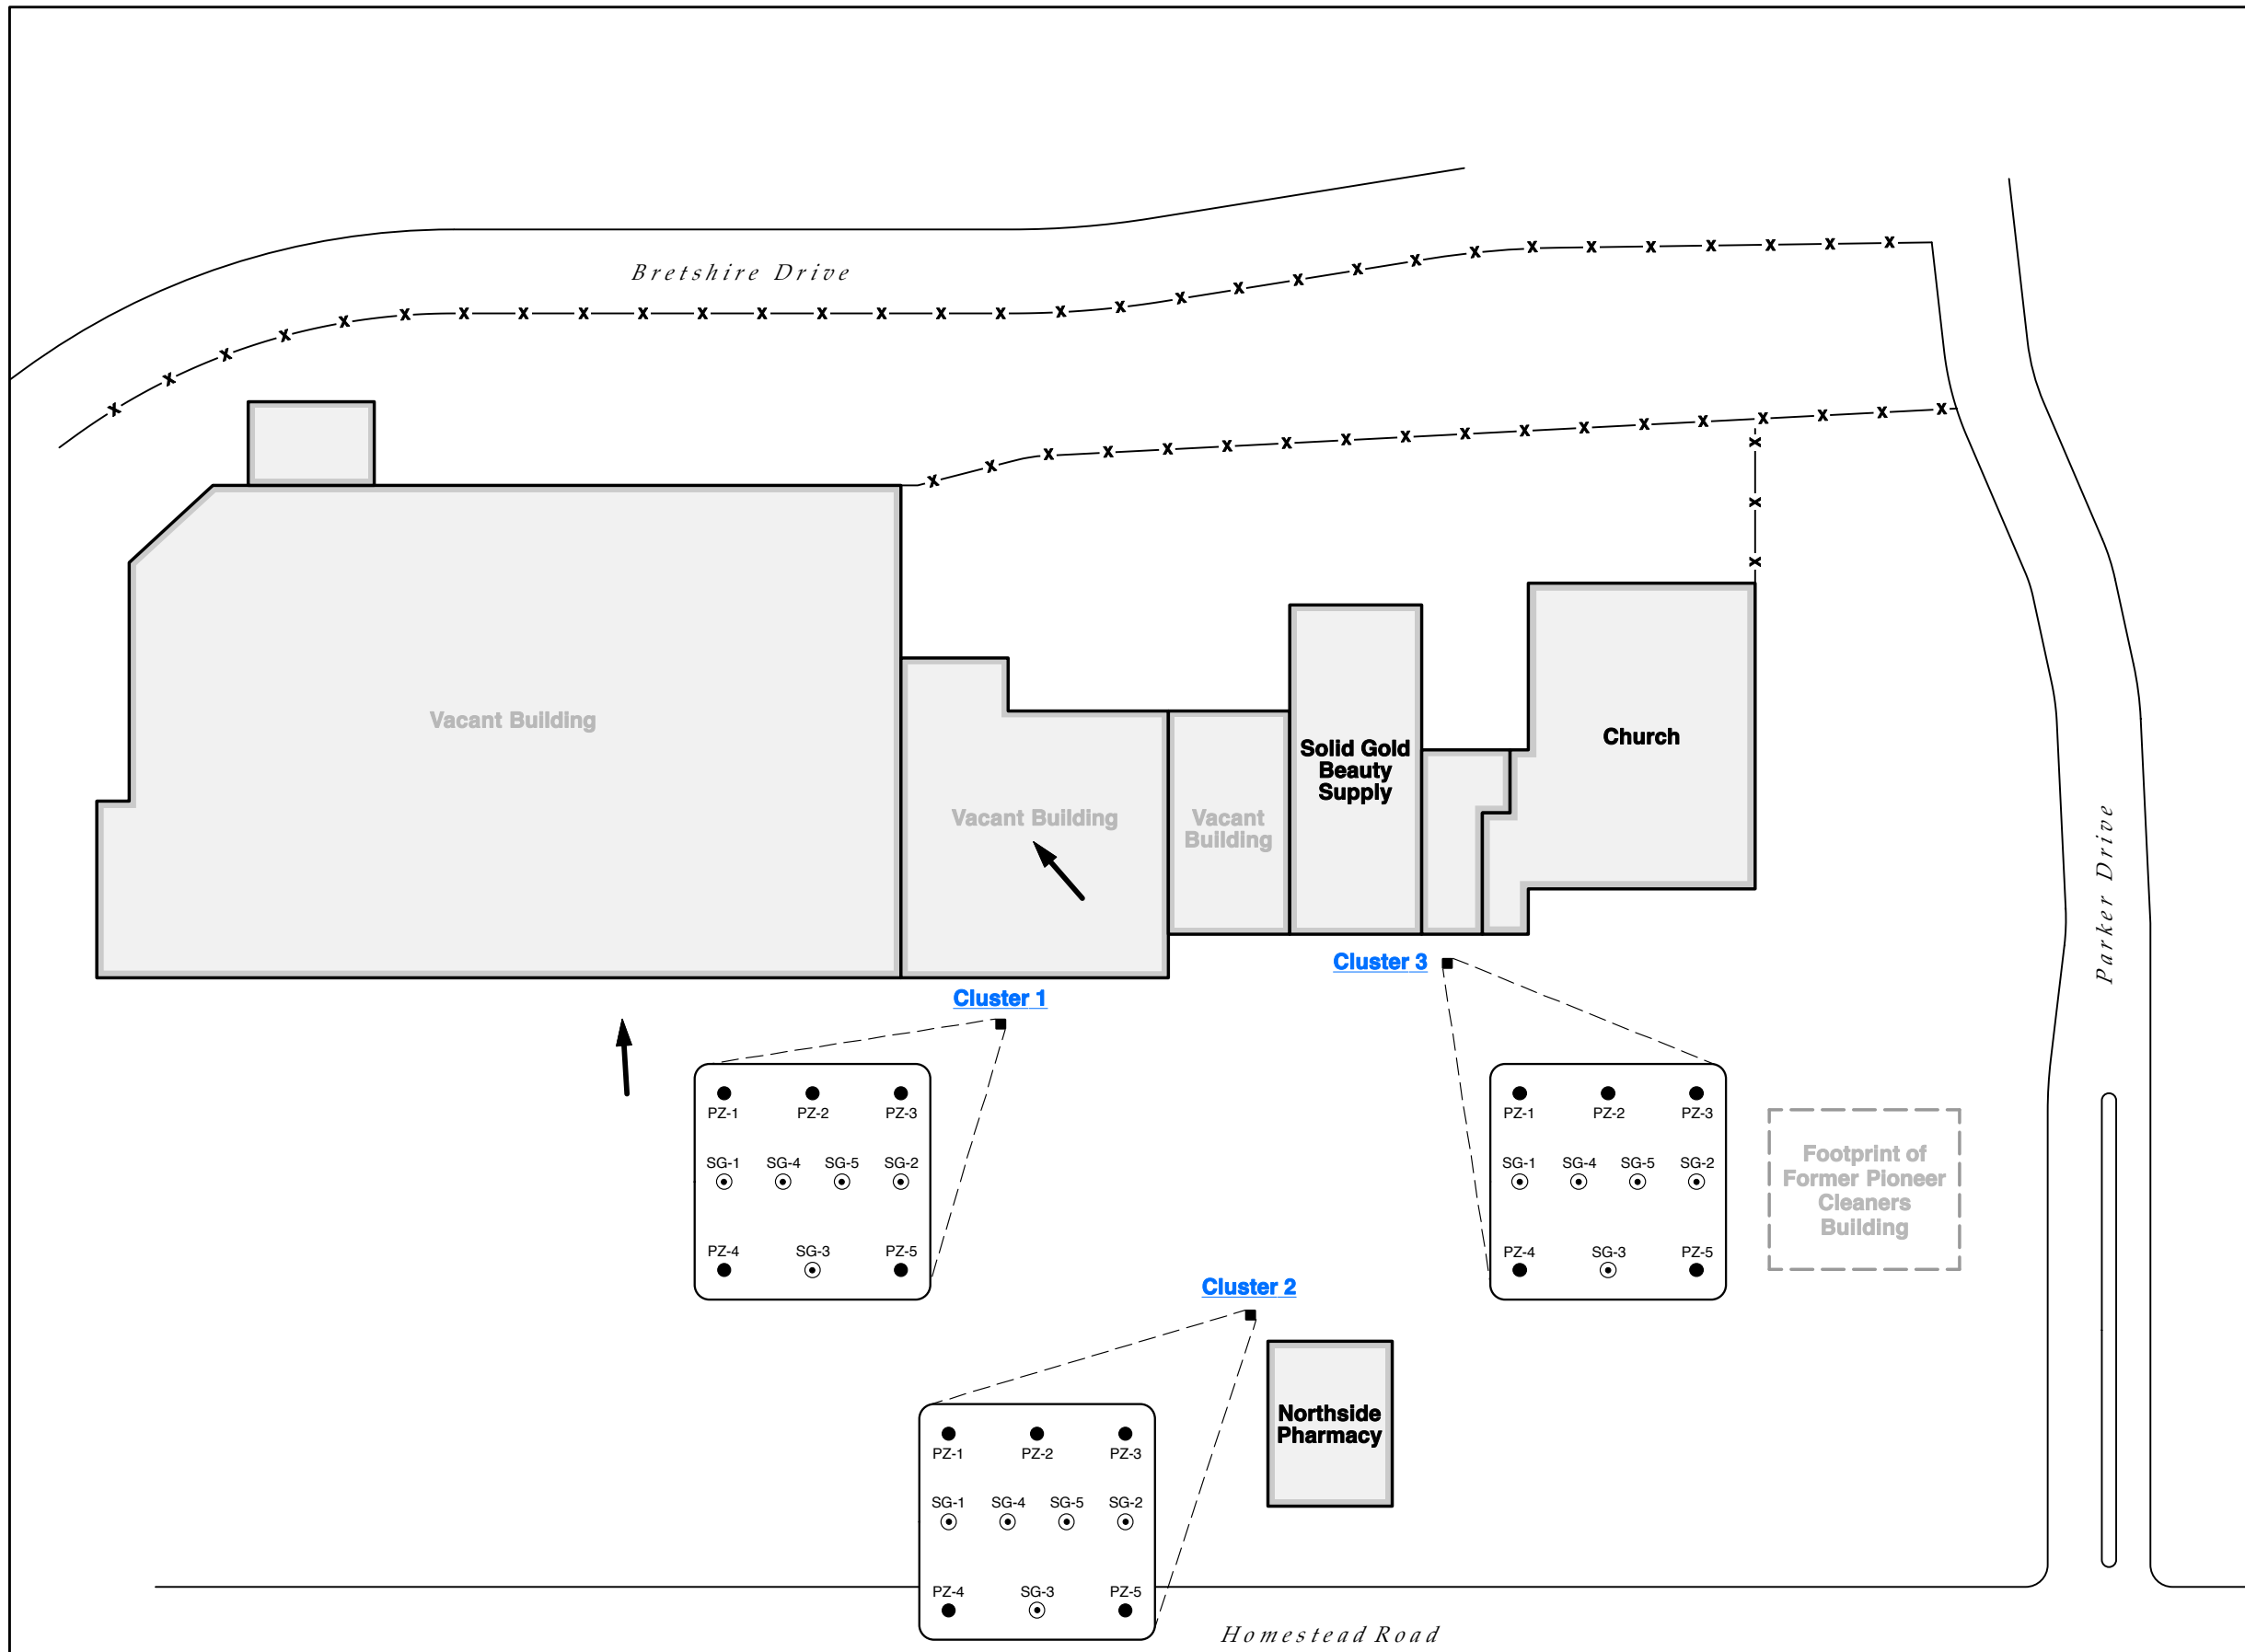 Bretshire Drive
Vacant Building
Solid Gold
Beauty
Supply
Church
Vacant Building
Vacant
Building
Parker Drive
Cluster 3
Cluster 1
PZ-1 PZ-2 PZ-3
SG-1 SG-4 SG-5 SG-2
PZ-4 SG-3 PZ-5
PZ-1 PZ-2 PZ-3
SG-1 SG-4 SG-5 SG-2
PZ-4 SG-3 PZ-5
Footprint of
Former Pioneer
Cleaners
Building
Cluster 2
Northside
Pharmacy
PZ-1 PZ-2 PZ-3
SG-1 SG-4 SG-5 SG-2
PZ-4 SG-3 PZ-5
Homestead Road